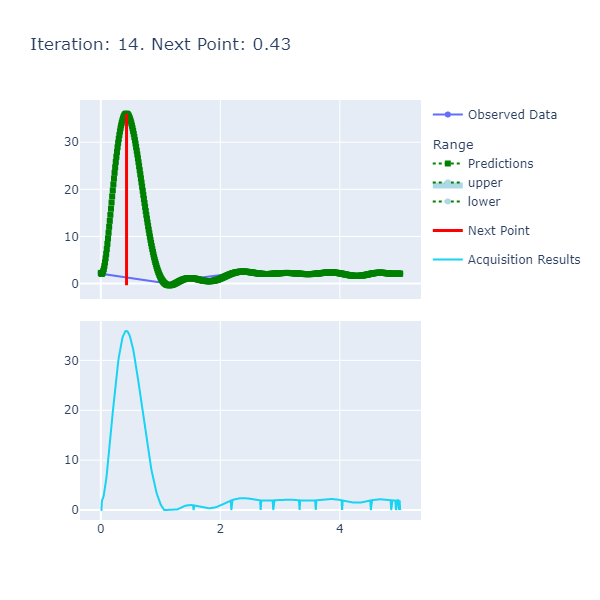 Iteration: 14. Next Point: 0.43
Observed Data
Range
Predictions
upper
lower
Next Point
Acquisition Results
30
20
10
0
30
20
10
0
0
2
4